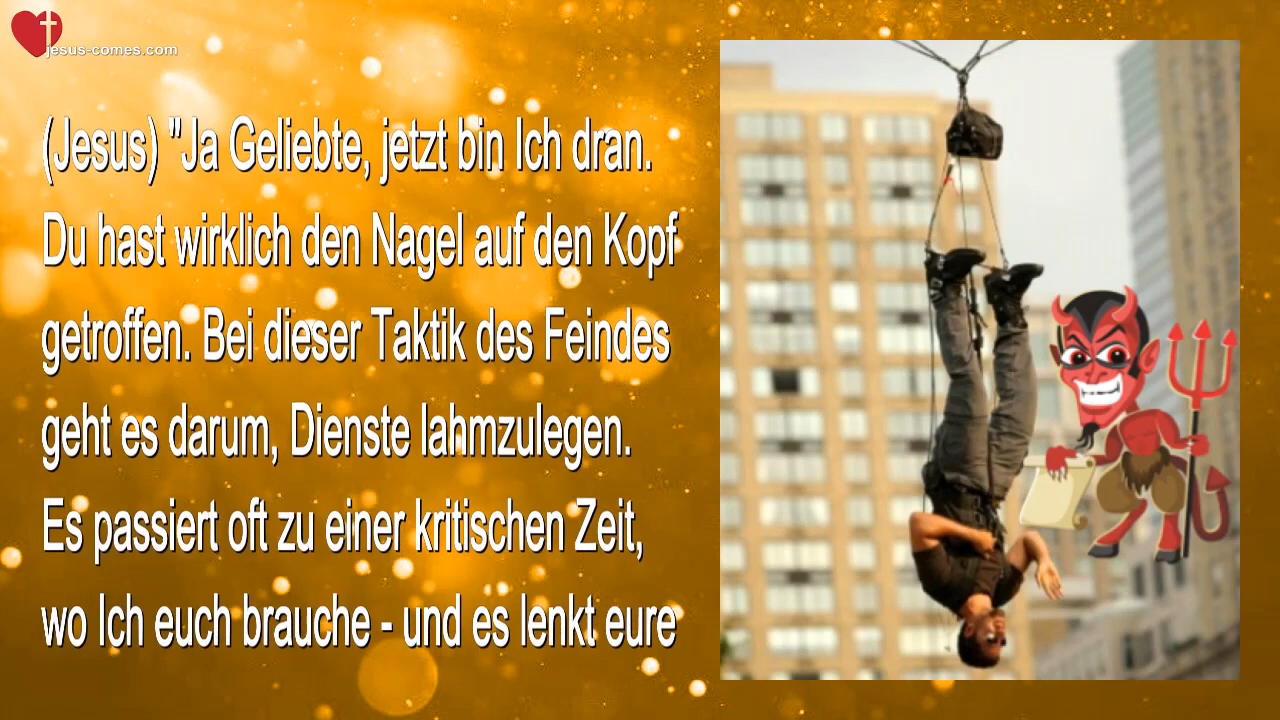 jesus-comes.com
(Jesus) "Ja Geliebte, jetzt bin Ich dran.
Du hast wirklich den Nagel auf den Kopf
getroffen. Bei dieser Taktik des Feindes
geht es darum, Dienste lahmzulegen.
Es passiert oft zu einer kritischen Zeit,
wo Ich euch brauche - und es lenkt eure